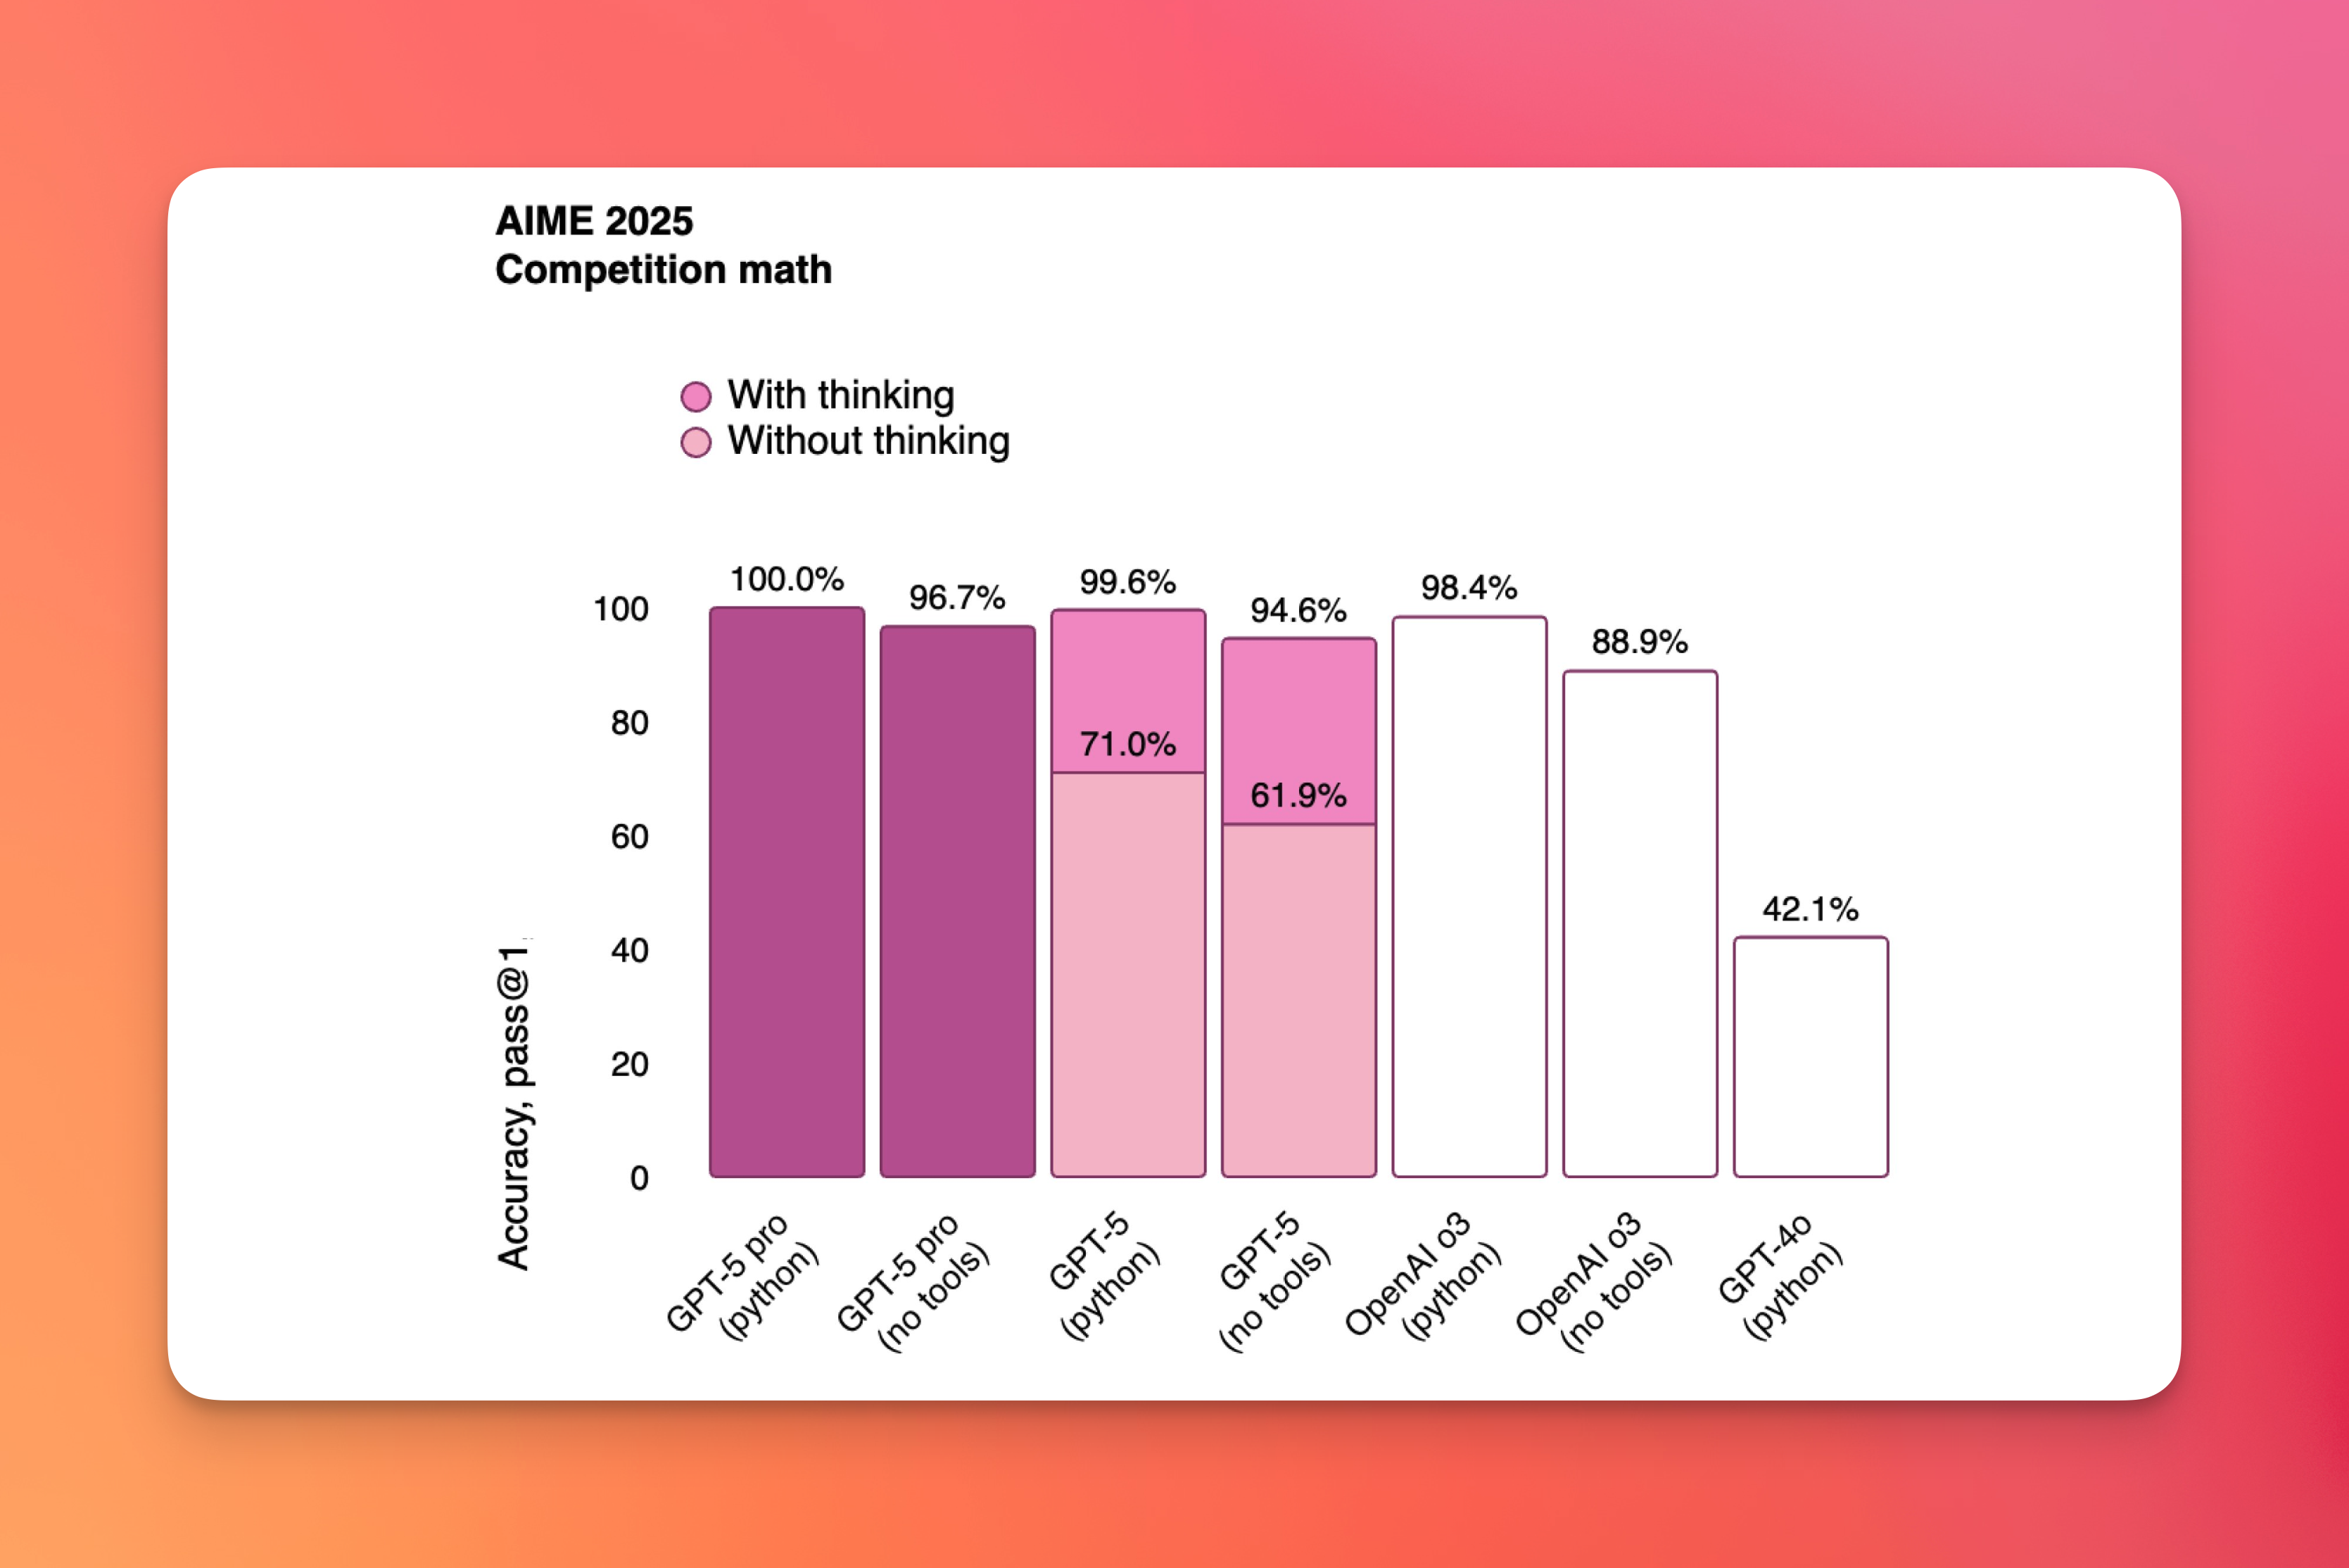 AIME 2025
Competition math
With thinking
Without thinking
100.0%
96.7%
99.6%
94.6%
98.4%
88.9%
71.0%
61.9%
42.1%
100
80
60
40
20
0
Accuracy, pass@1
GPT-5 pro
(python)
GPT-5 pro
(no tools)
GPT-5
(python)
GPT-5
(no tools)
OpenAI o3
(python)
OpenAI o3
(no tools)
GPT-4o
(python)